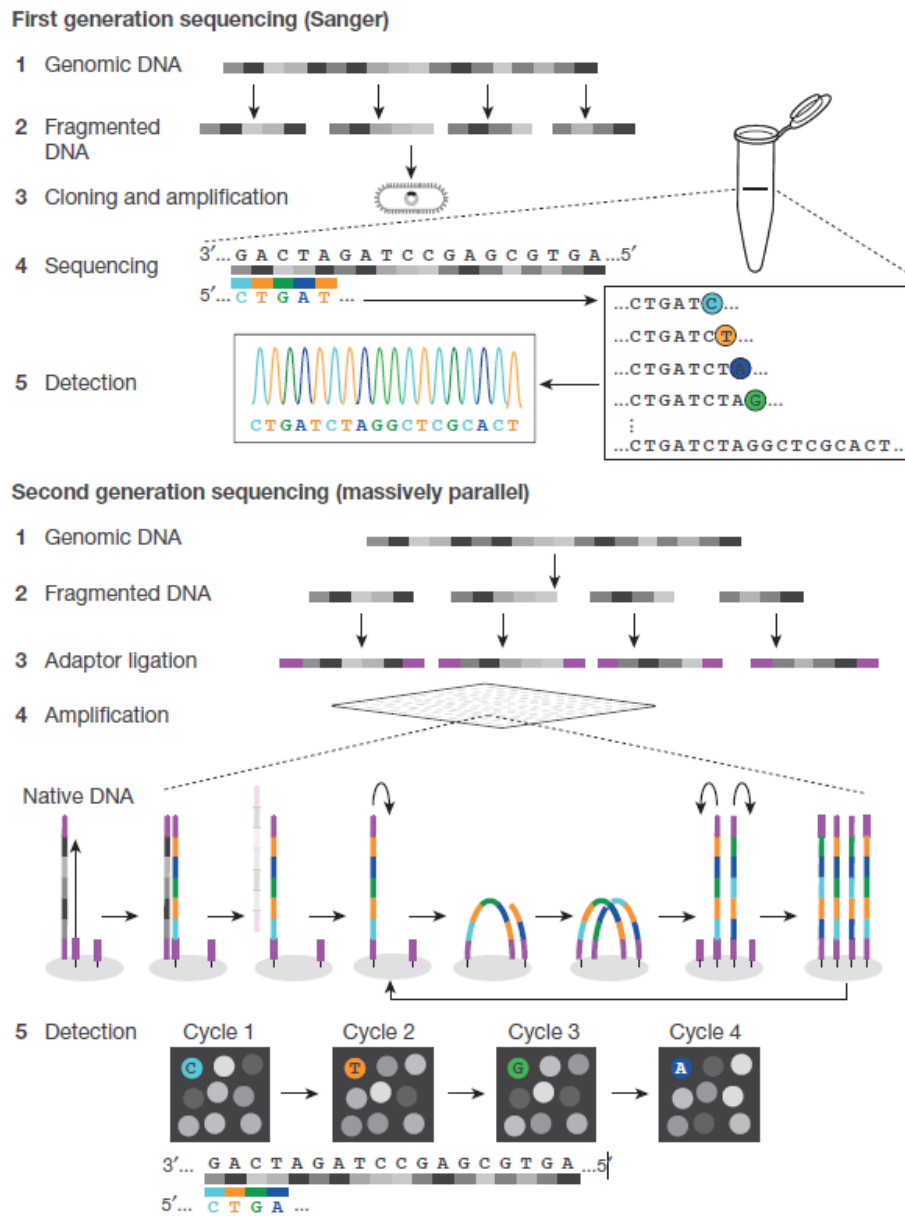 First generation sequencing (Sanger)
1 Genomic DNA
2 Fragmented
DNA
3 Cloning and amplification
4 Sequencing
3′... G A C T A G A T C C G A G C G T G A ...5′
5′... C T G A T ...
...CTGATC...
...CTGATCT...
...CTGATCTA...
...CTGATCTAG...
⋮
...CTGATCTAGGCTCGCACT...
5 Detection
CTGATCTAGGCTCGCACT
Second generation sequencing (massively parallel)
1 Genomic DNA
2 Fragmented DNA
3 Adaptor ligation
4 Amplification
Native DNA
5 Detection
Cycle 1 Cycle 2 Cycle 3 Cycle 4
C T G A
3′... G A C T A G A T C C G A G C G T G A ...5′
5′... C T G A ...